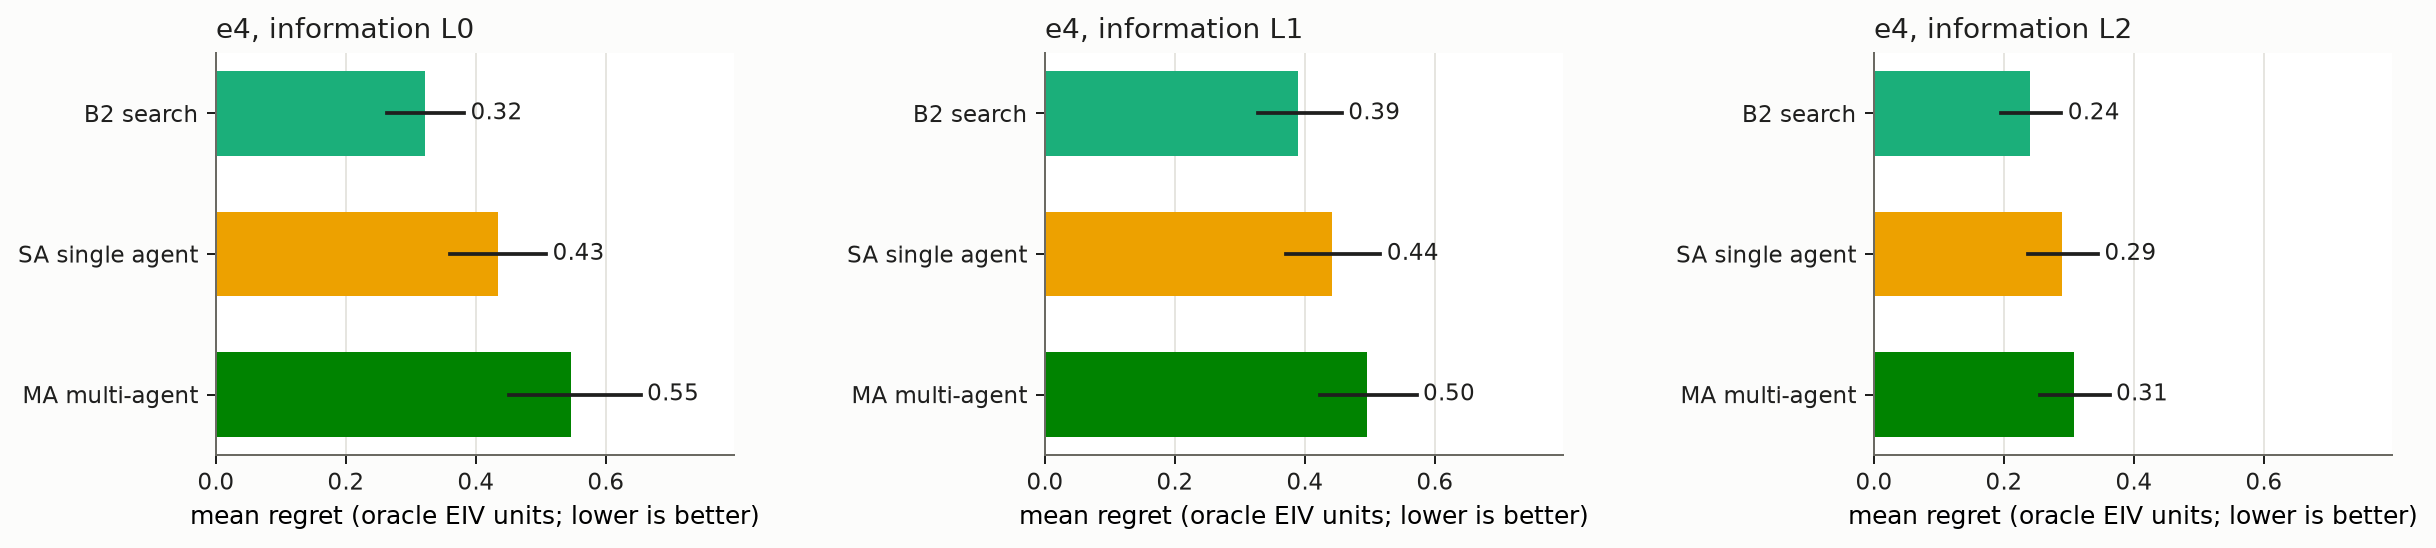 e4, information L0
B2 search
0.32
SA single agent
0.43
MA multi-agent
0.55
0.0 0.2 0.4 0.6
mean regret (oracle EIV units; lower is better)
e4, information L1
B2 search
0.39
SA single agent
0.44
MA multi-agent
0.50
0.0 0.2 0.4 0.6
mean regret (oracle EIV units; lower is better)
e4, information L2
B2 search
0.24
SA single agent
0.29
MA multi-agent
0.31
0.0 0.2 0.4 0.6
mean regret (oracle EIV units; lower is better)